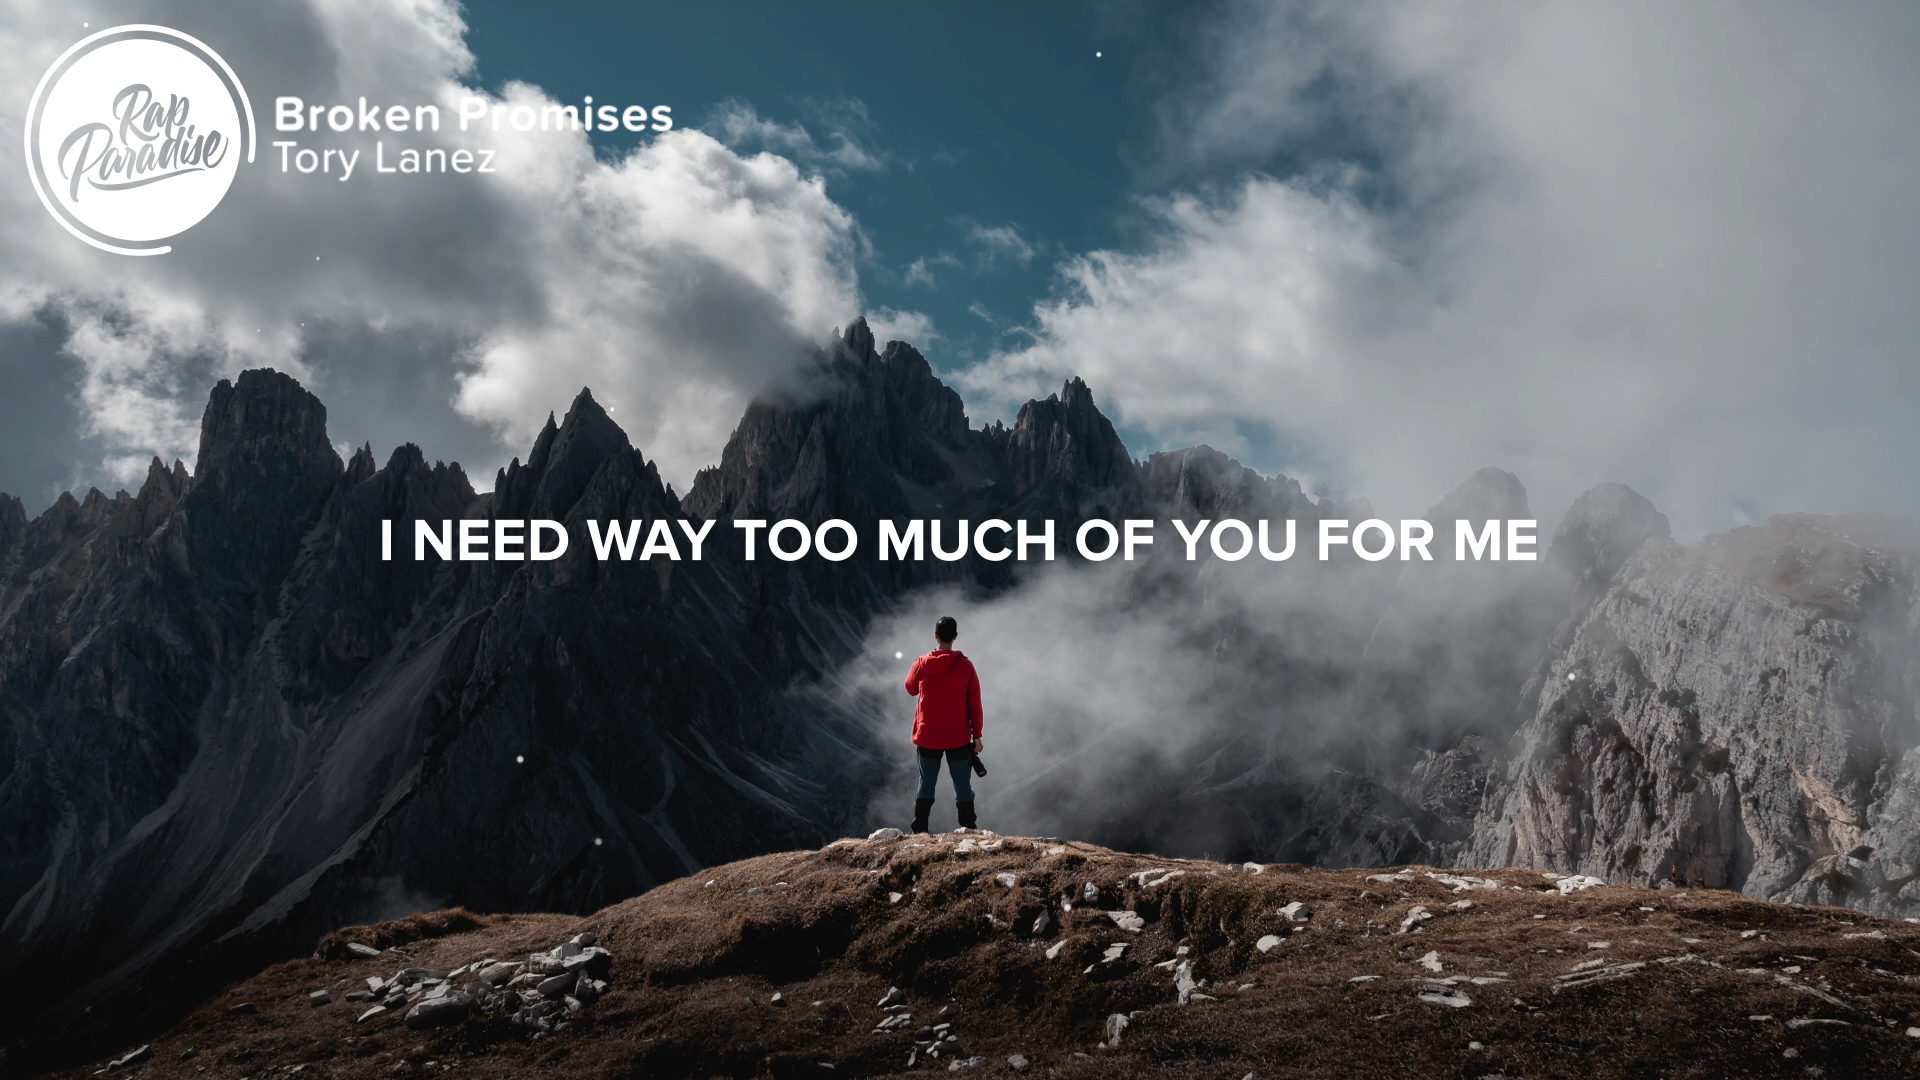 Rap
Paradise
Broken Promises
Tory Lanez
I NEED WAY TOO MUCH OF YOU FOR ME